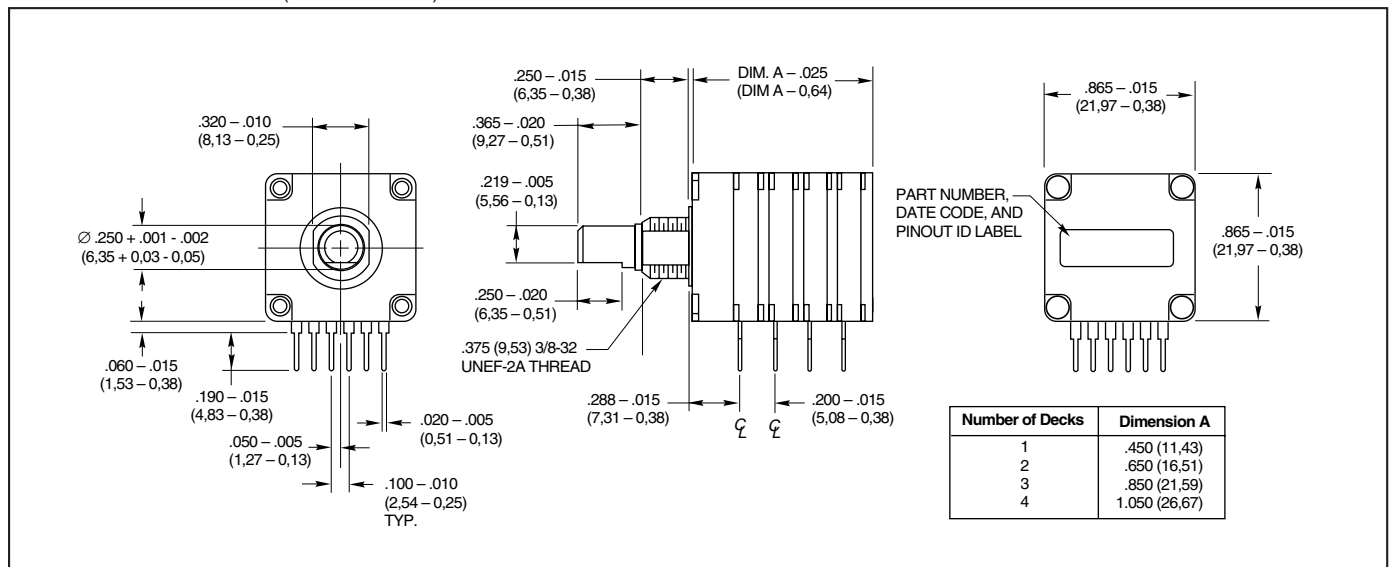 .320 – .010
(8,13 – 0,25)
∅ .250 + .001 - .002
(6,35 + 0,03 - 0,05)
.060 – .015
(1,53 – 0,38)
.190 – .015
(4,83 – 0,38)
.050 – .005
(1,27 – 0,13)
.020 – .005
(0,51 – 0,13)
.100 – .010
(2,54 – 0,25)
TYP.
.250 – .015
(6,35 – 0,38)
DIM. A – .025
(DIM A – 0,64)
.365 – .020
(9,27 – 0,51)
.219 – .005
(5,56 – 0,13)
.250 – .020
(6,35 – 0,51)
.375 (9,53) 3/8-32
UNEF-2A THREAD
.288 – .015
(7,31 – 0,38)
℄ ℄
.200 – .015
(5,08 – 0,38)
.865 – .015
(21,97 – 0,38)
PART NUMBER,
DATE CODE, AND
PINOUT ID LABEL
.865 – .015
(21,97 – 0,38)
Number of Decks Dimension A
1 .450 (11,43)
2 .650 (16,51)
3 .850 (21,59)
4 1.050 (26,67)